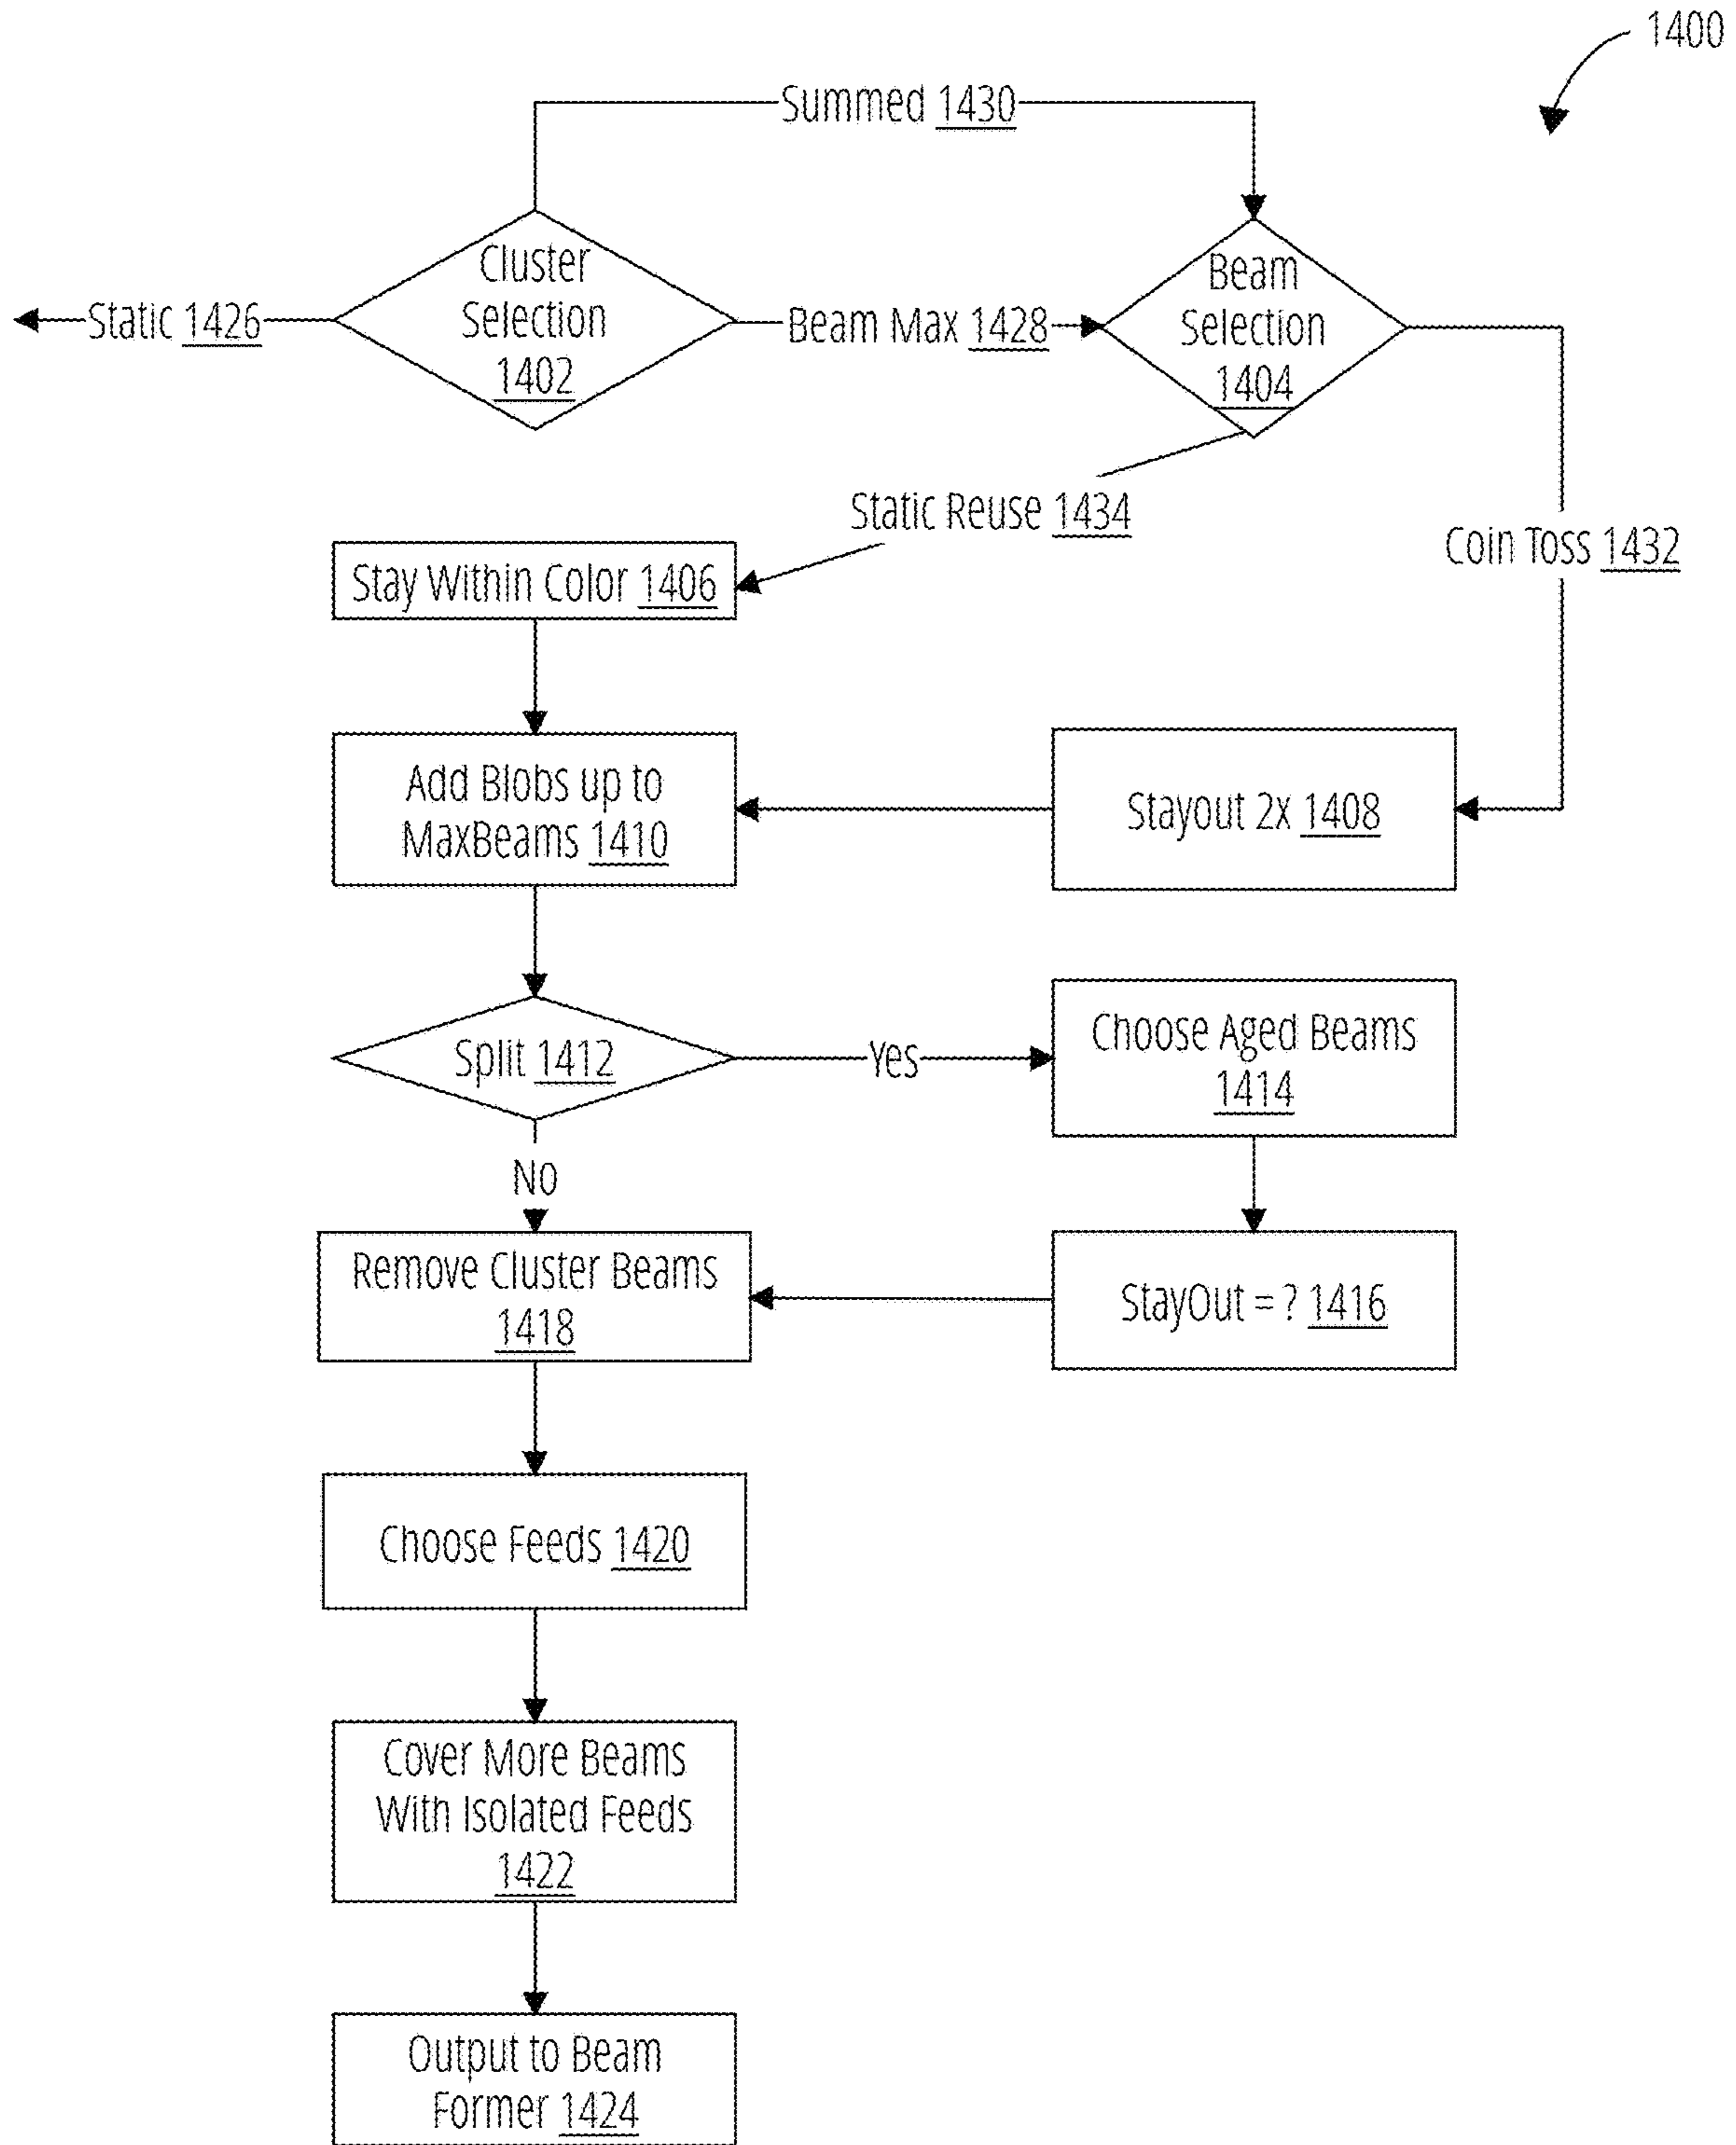 1400
Summed 1430
Cluster
Selection
1402
Beam
Selection
1404
Static 1426
Beam Max 1428
Static Reuse 1434
Coin Toss 1432
Stay Within Color 1406
Add Blobs up to
MaxBeams 1410
Stayout 2x 1408
Split 1412
Yes
Choose Aged Beams
1414
No
Remove Cluster Beams
1418
StayOut = ? 1416
Choose Feeds 1420
Cover More Beams
With Isolated Feeds
1422
Output to Beam
Former 1424